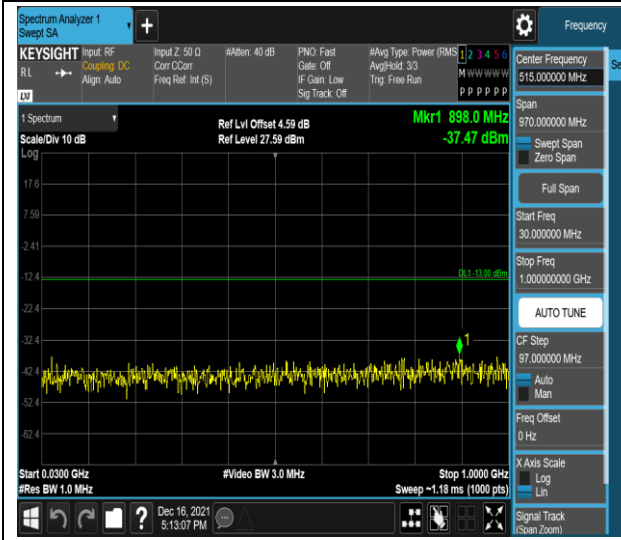 Spectrum Analyzer 1
Swept SA
Frequency
KEYSIGHT
RL
LXI
Input: RF
Coupling: DC
Align: Auto
Input Z: 50 Ω
Corr CCorr
Freq Ref: Int (S)
#Atten: 40 dB
PNO: Fast
Gate: Off
IF Gain: Low
Sig Track: Off
#Avg Type: Power (RMS
Avg|Hold: 3/3
Trig: Free Run
1 2 3 4 5 6
M W W W W W
P P P P P P
1 Spectrum
Scale/Div 10 dB
Log
Ref Lvl Offset 4.59 dB
Ref Level 27.59 dBm
Mkr1 898.0 MHz
-37.47 dBm
17.6
7.59
-2.41
-12.4
DL1 -13.00 dBm
-22.4
-32.4
1
-42.4
-52.4
-62.4
Start 0.0300 GHz
#Res BW 1.0 MHz
#Video BW 3.0 MHz
Stop 1.0000 GHz
Sweep ~1.18 ms (1000 pts)
Dec 16, 2021
5:13:07 PM
Center Frequency
515.000000 MHz
Se
Span
970.000000 MHz
Swept Span
Zero Span
Full Span
Start Freq
30.000000 MHz
Stop Freq
1.000000000 GHz
AUTO TUNE
CF Step
97.000000 MHz
Auto
Man
Freq Offset
0 Hz
X Axis Scale
Log
Lin
Signal Track
(Span Zoom)